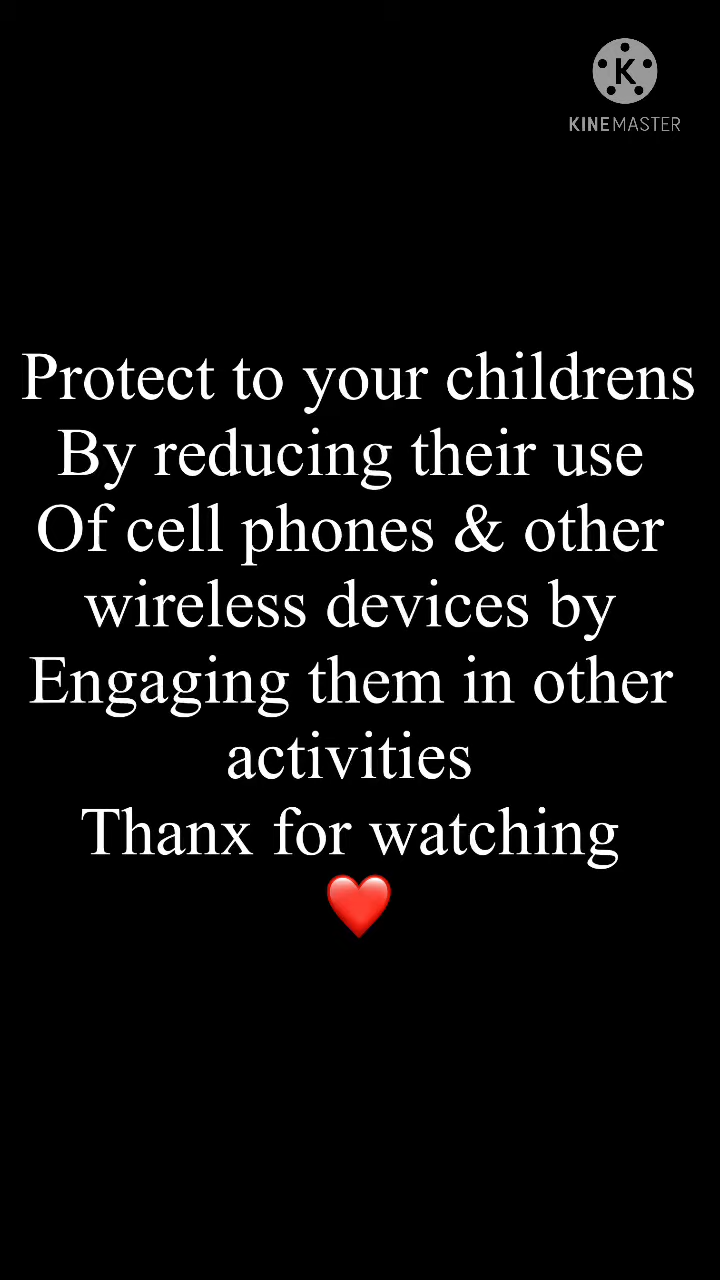 K
KINEMASTER
Protect to your childrens
By reducing their use
Of cell phones & other
wireless devices by
Engaging them in other
activities
Thanx for watching
❤️